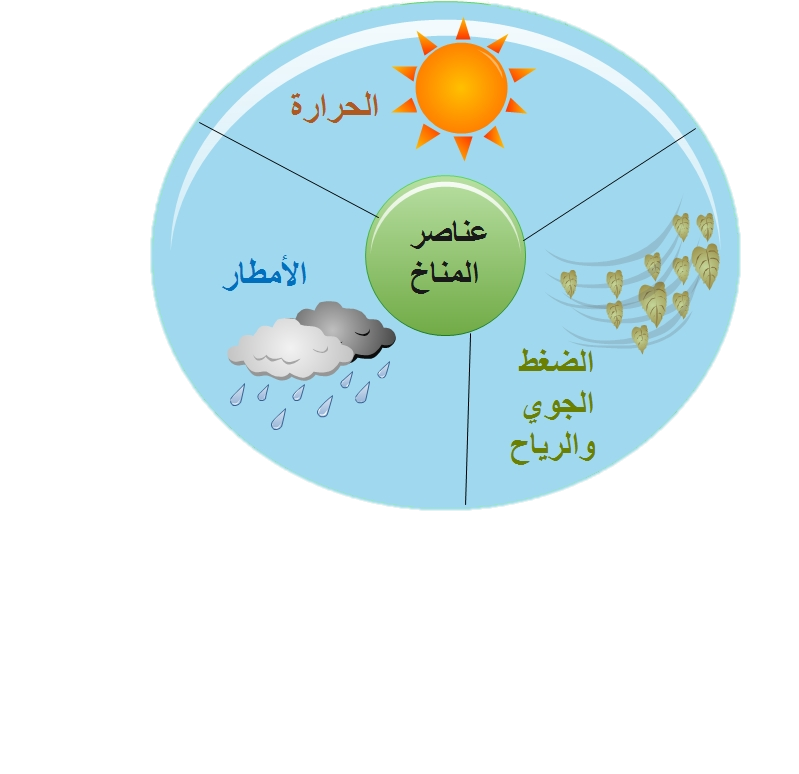 الحرارة
عناصر
المناخ
الأمطار
الضغط
الجوي
والرياح